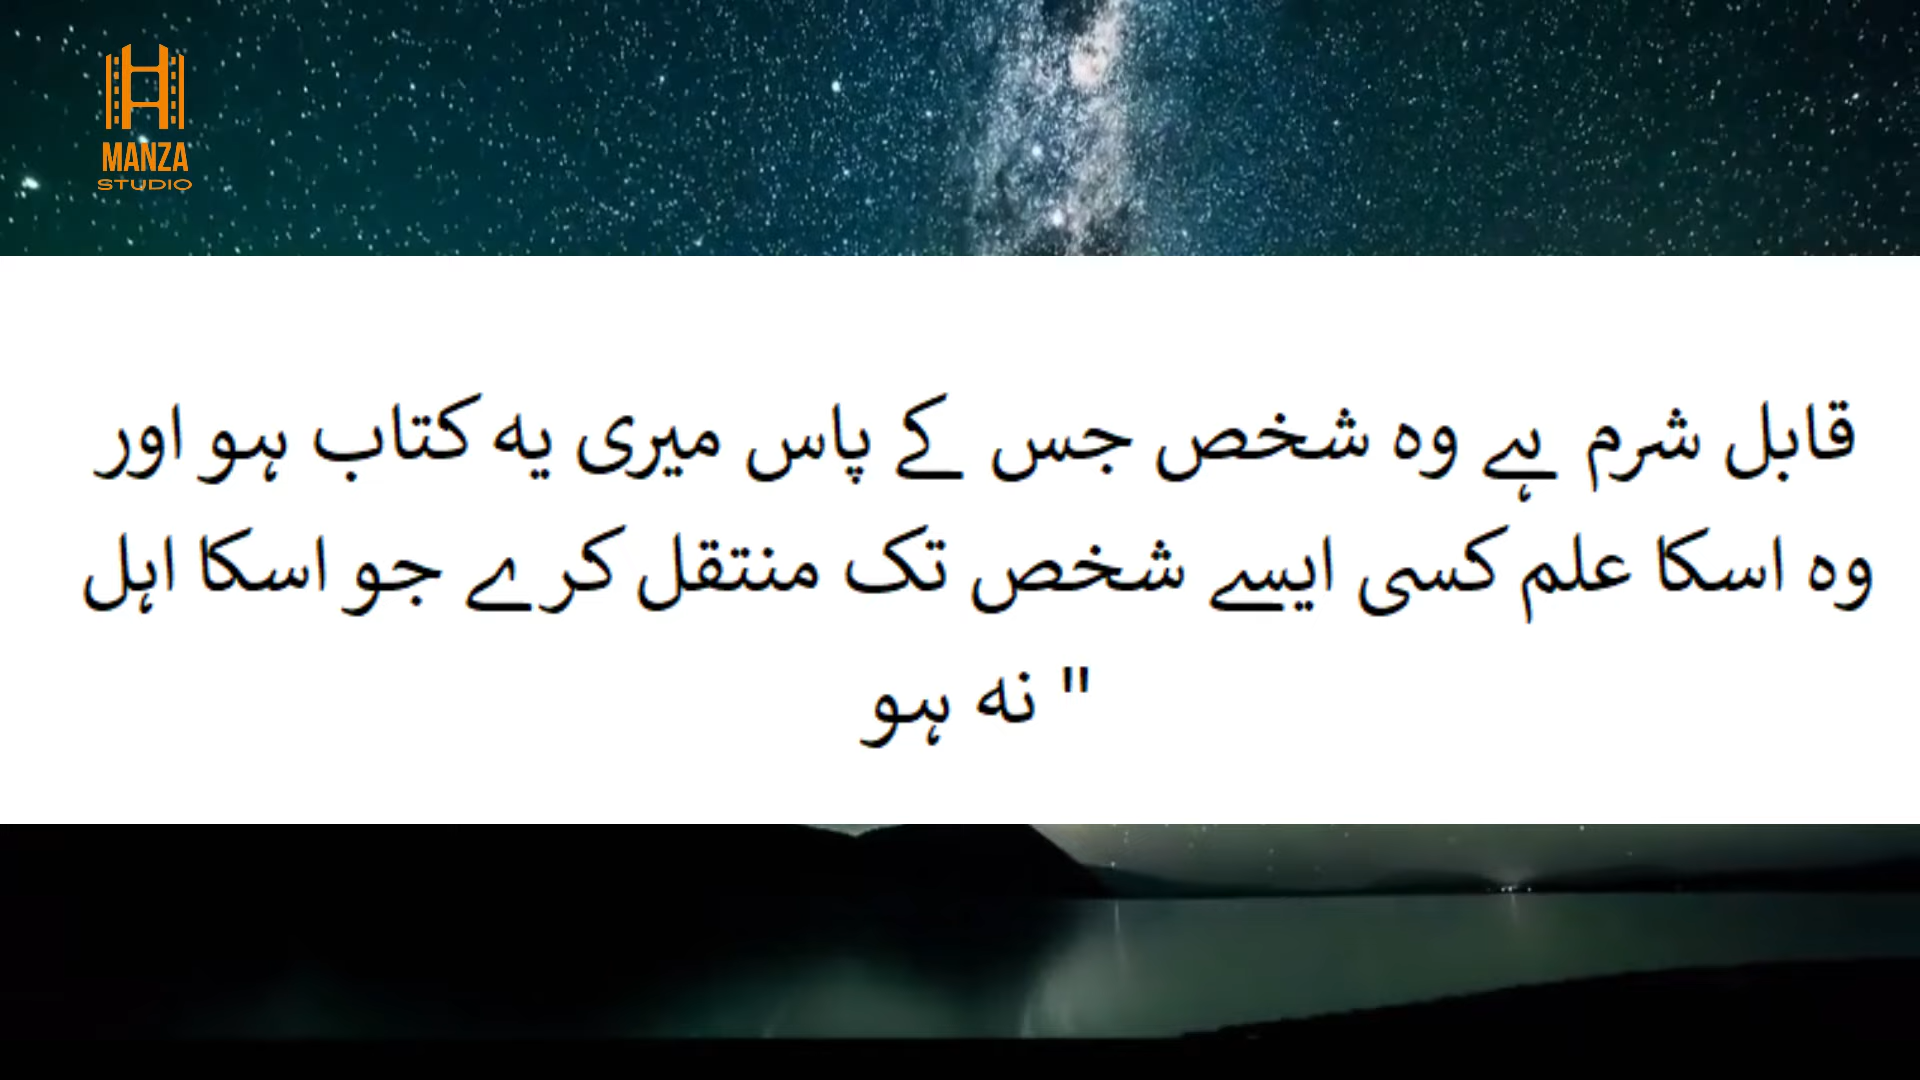 MANZA
STUDIO
قابل شرم ہے وہ شخص جس کے پاس میری یہ کتاب ہو اور
وہ اسکا علم کسی ایسے شخص تک منتقل کرے جو اسکا اہل
" نہ ہو